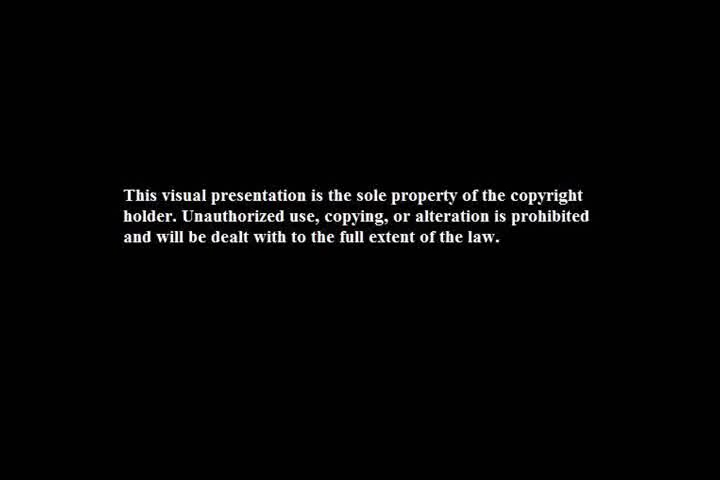 This visual presentation is the sole property of the copyright
holder. Unauthorized use, copying, or alteration is prohibited
and will be dealt with to the full extent of the law.